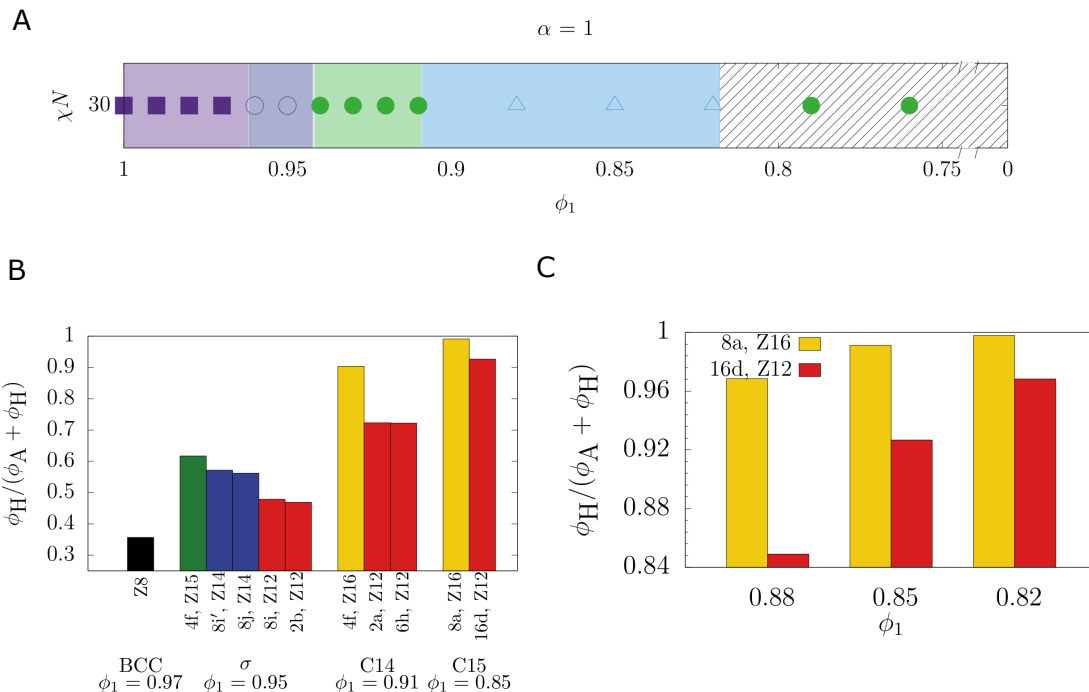 A
α = 1
χN
30
1 0.95 0.9 0.85 0.8 0.75 0
ϕ1
B
ϕH/(ϕA + ϕH)
1
0.9
0.8
0.7
0.6
0.5
0.4
0.3
Z8
4f, Z15
8i′, Z14
8j, Z14
8i, Z12
2b, Z12
4f, Z16
2a, Z12
6h, Z12
8a, Z16
16d, Z12
BCC σ C14 C15
ϕ1 = 0.97 ϕ1 = 0.95 ϕ1 = 0.91 ϕ1 = 0.85
C
ϕH/(ϕA + ϕH)
1
0.96
0.92
0.88
0.84
8a, Z16
16d, Z12
0.88 0.85 0.82
ϕ1